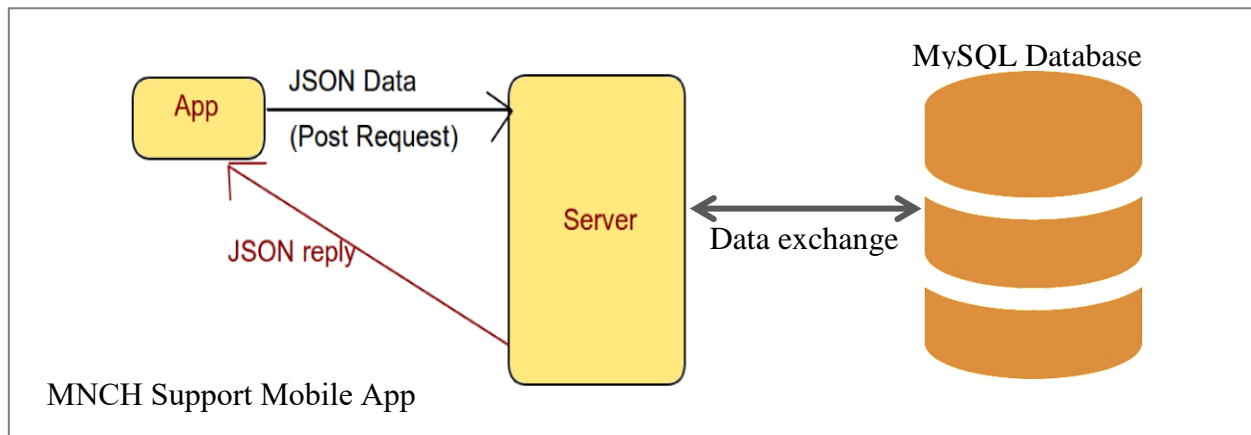 MySQL Database
JSON Data
App
(Post Request)
Server
JSON reply
Data exchange
MNCH Support Mobile App